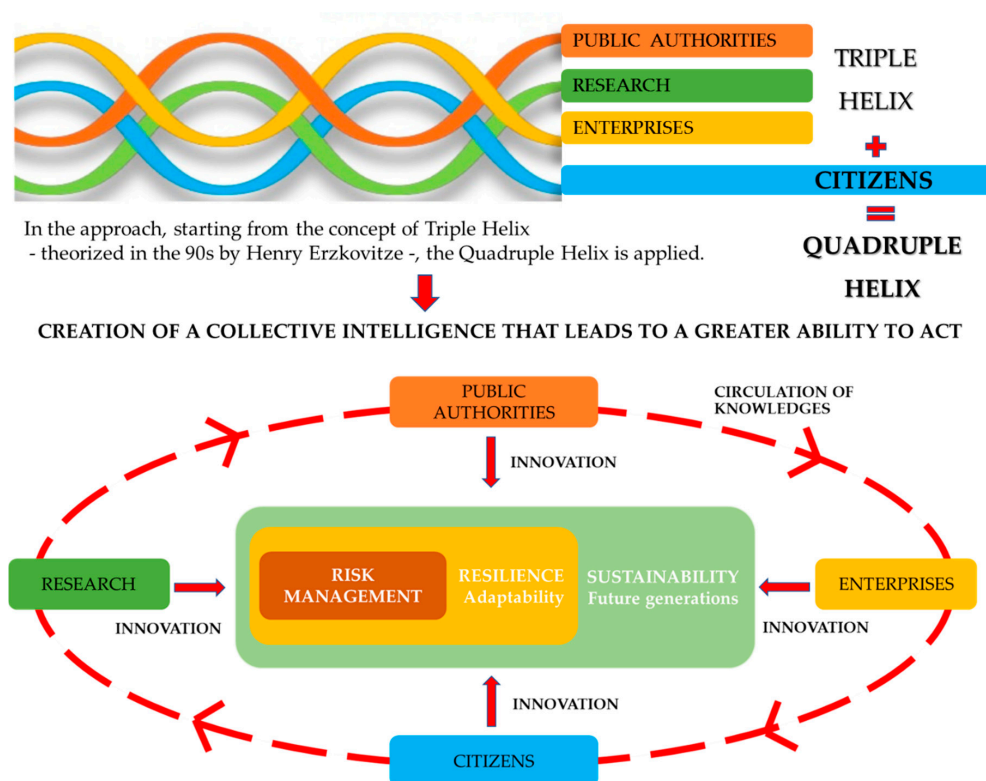 PUBLIC AUTHORITIES
RESEARCH
ENTERPRISES
TRIPLE
HELIX
CITIZENS
QUADRUPLE
HELIX
In the approach, starting from the concept of Triple Helix
- theorized in the 90s by Henry Erzkovitze -, the Quadruple Helix is applied.
CREATION OF A COLLECTIVE INTELLIGENCE THAT LEADS TO A GREATER ABILITY TO ACT
PUBLIC
AUTHORITIES
CIRCULATION OF
KNOWLEDGES
INNOVATION
RESEARCH
INNOVATION
RISK
MANAGEMENT
RESILIENCE
Adaptability
SUSTAINABILITY
Future generations
ENTERPRISES
INNOVATION
INNOVATION
CITIZENS